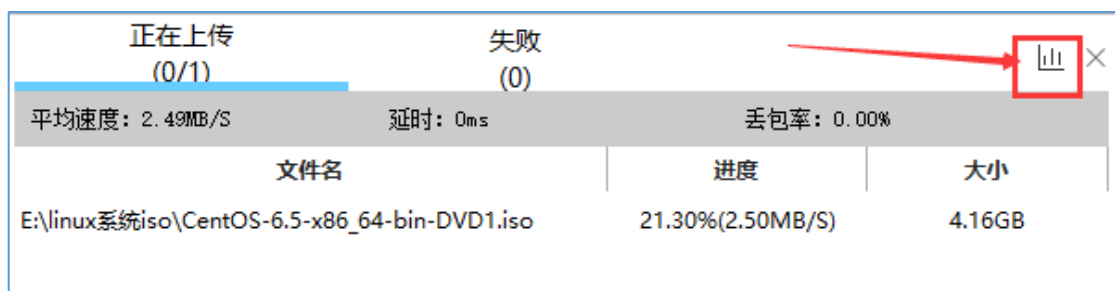 正在上传 失败
(0/1) (0)
平均速度: 2.49MB/S 延时: 0ms 丢包率: 0.00%
文件名 进度 大小
E:\linux系统iso\CentOS-6.5-x86_64-bin-DVD1.iso 21.30%(2.50MB/S) 4.16GB